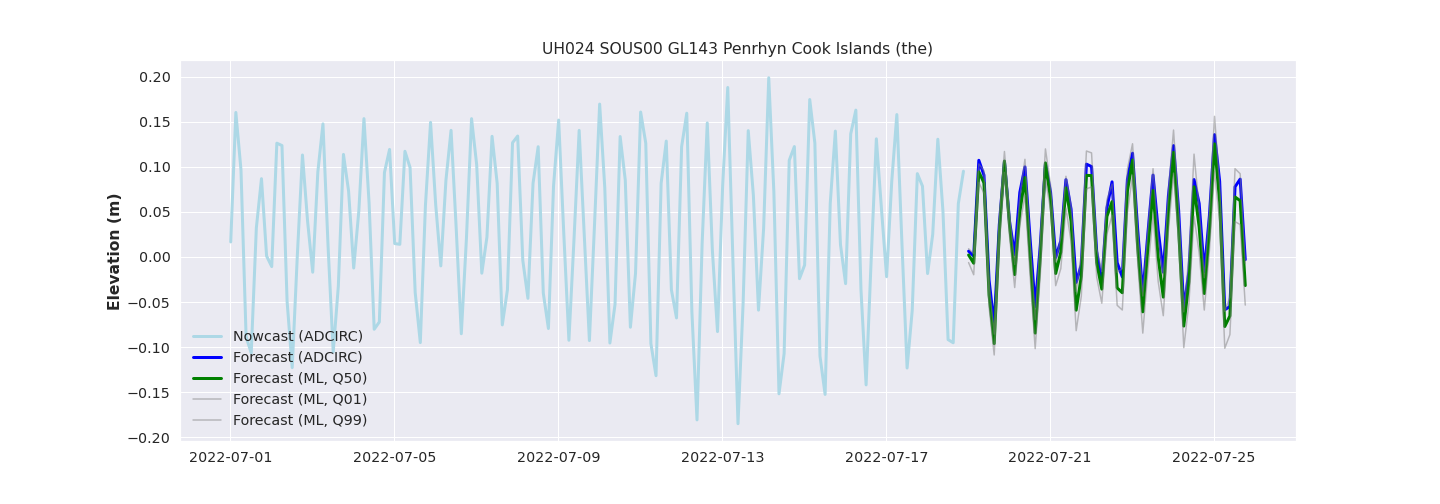 UH024 SOUS00 GL143 Penrhyn Cook Islands (the)
Elevation (m)
0.20
0.15
0.10
0.05
0.00
−0.05
−0.10
−0.15
−0.20
Nowcast (ADCIRC)
Forecast (ADCIRC)
Forecast (ML, Q50)
Forecast (ML, Q01)
Forecast (ML, Q99)
2022-07-01
2022-07-05
2022-07-09
2022-07-13
2022-07-17
2022-07-21
2022-07-25